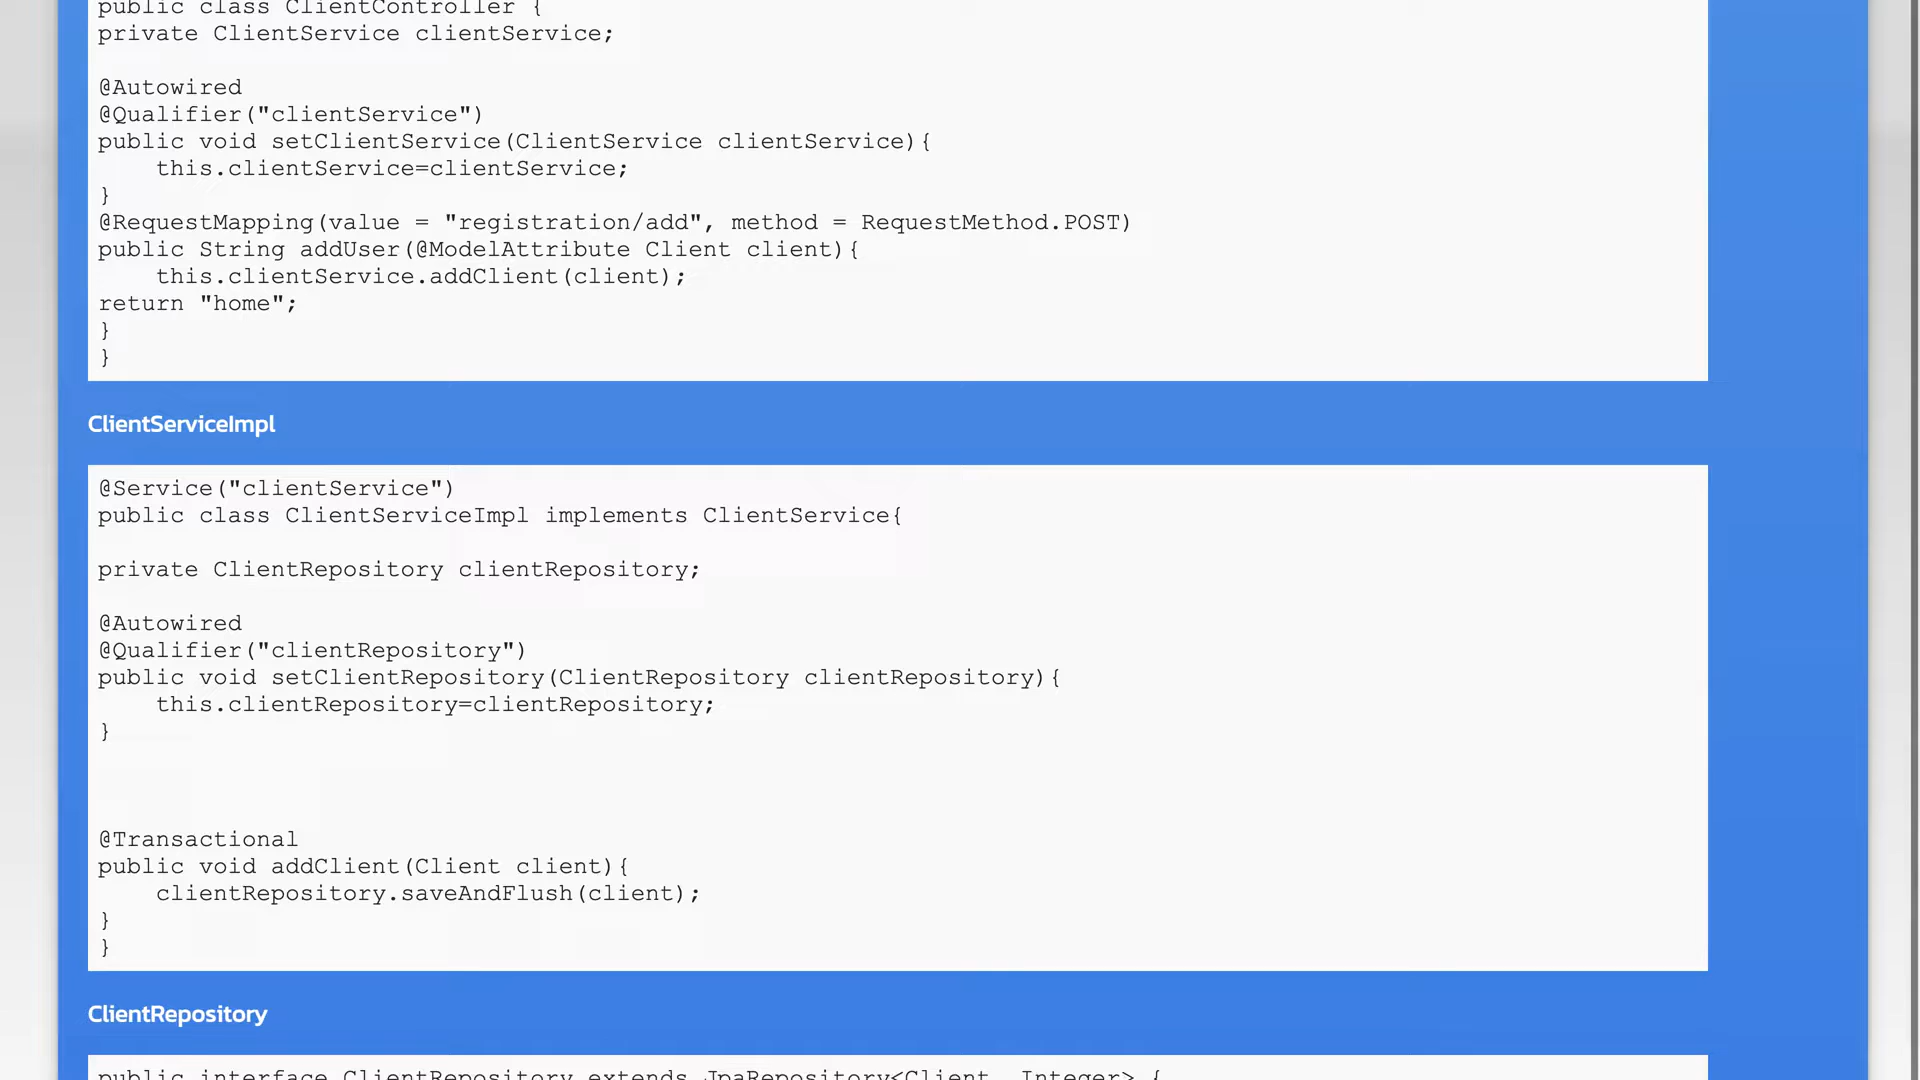 public class ClientController {
private ClientService clientService;
@Autowired
@Qualifier("clientService")
public void setClientService(ClientService clientService){
this.clientService=clientService;
}
@RequestMapping(value = "registration/add", method = RequestMethod.POST)
public String addUser(@ModelAttribute Client client){
this.clientService.addClient(client);
return "home";
}
}
ClientServiceImpl
@Service("clientService")
public class ClientServiceImpl implements ClientService{
private ClientRepository clientRepository;
@Autowired
@Qualifier("clientRepository")
public void setClientRepository(ClientRepository clientRepository){
this.clientRepository=clientRepository;
}
@Transactional
public void addClient(Client client){
clientRepository.saveAndFlush(client);
}
}
ClientRepository
public interface ClientRepository extends JpaRepository<Client, Integer> {